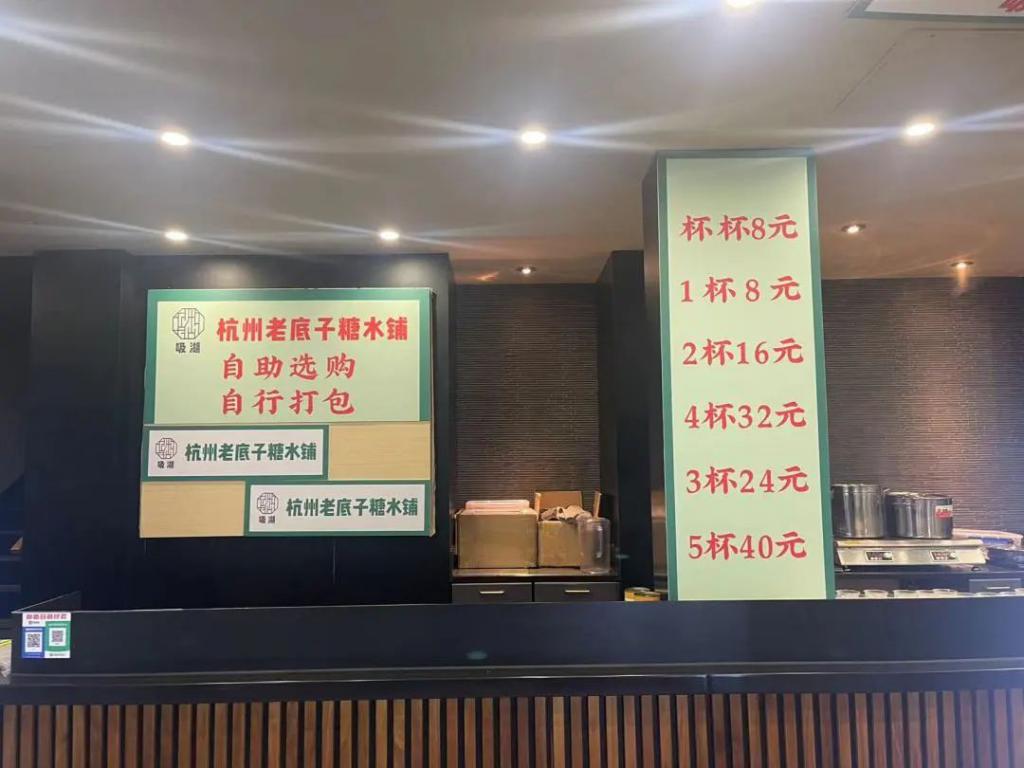 吸湖
杭州老底子糖水铺
自助选购
自行打包
吸湖
杭州老底子糖水铺
吸湖
杭州老底子糖水铺
杯杯8元
1杯8元
2杯16元
4杯32元
3杯24元
5杯40元